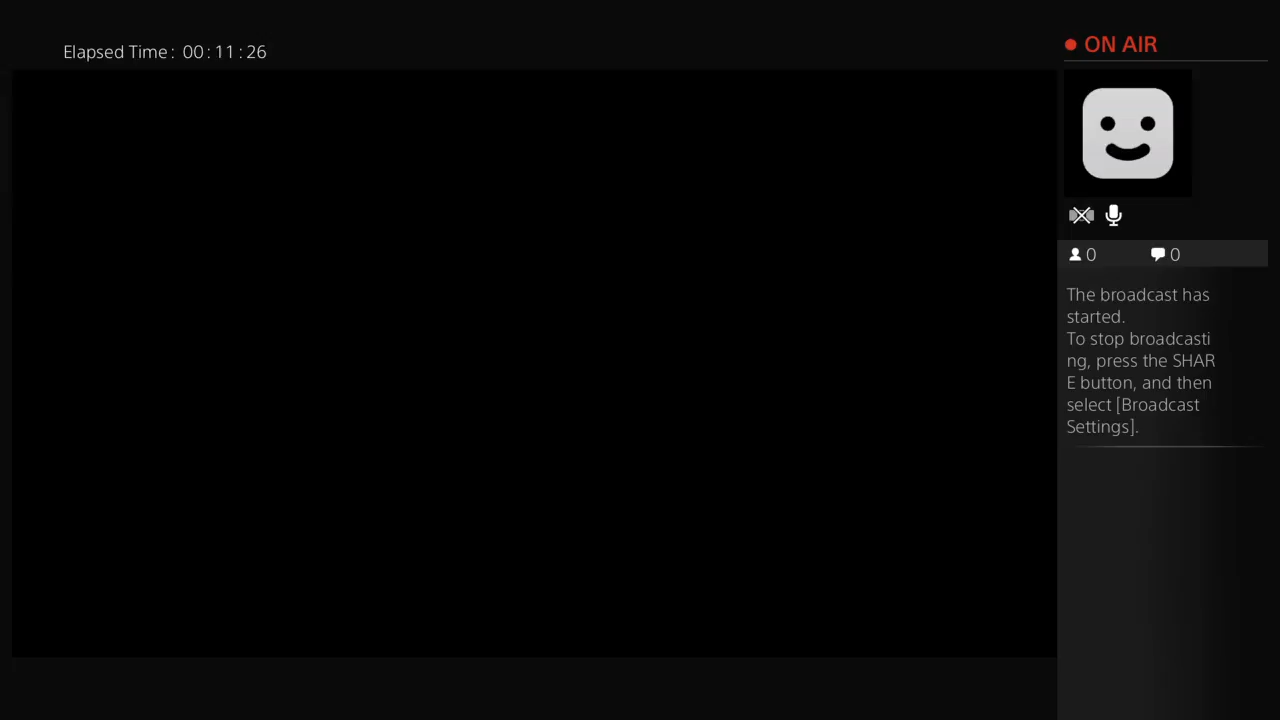 Elapsed Time: 00:11:26
ON AIR
0 0
The broadcast has
started.
To stop broadcasti
ng, press the SHAR
E button, and then
select [Broadcast
Settings].